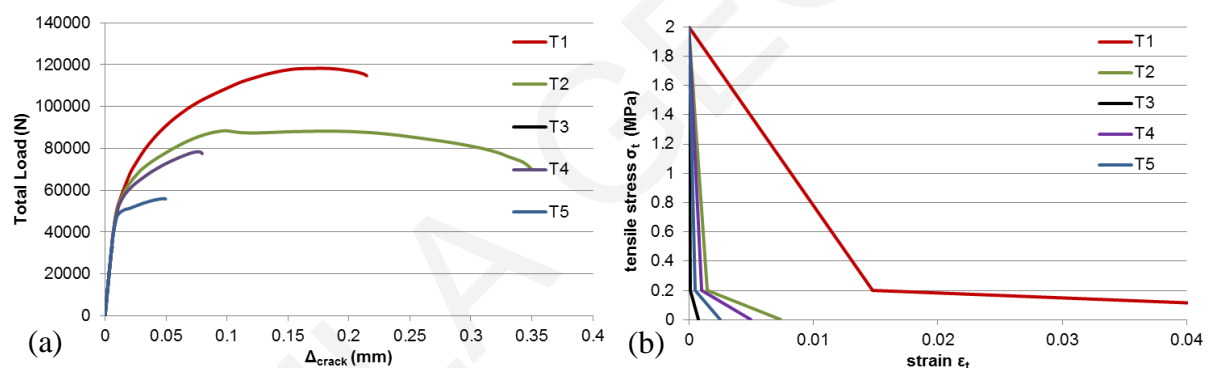 140000
120000
100000
80000
60000
40000
20000
0
Total Load (N)
0
0.05
0.1
0.15
0.2
0.25
0.3
0.35
0.4
Δcrack (mm)
T1
T2
T3
T4
T5
(a)
2
1.8
1.6
1.4
1.2
1
0.8
0.6
0.4
0.2
0
tensile stress σt (MPa)
0
0.01
0.02
0.03
0.04
strain εt
T1
T2
T3
T4
T5
(b)